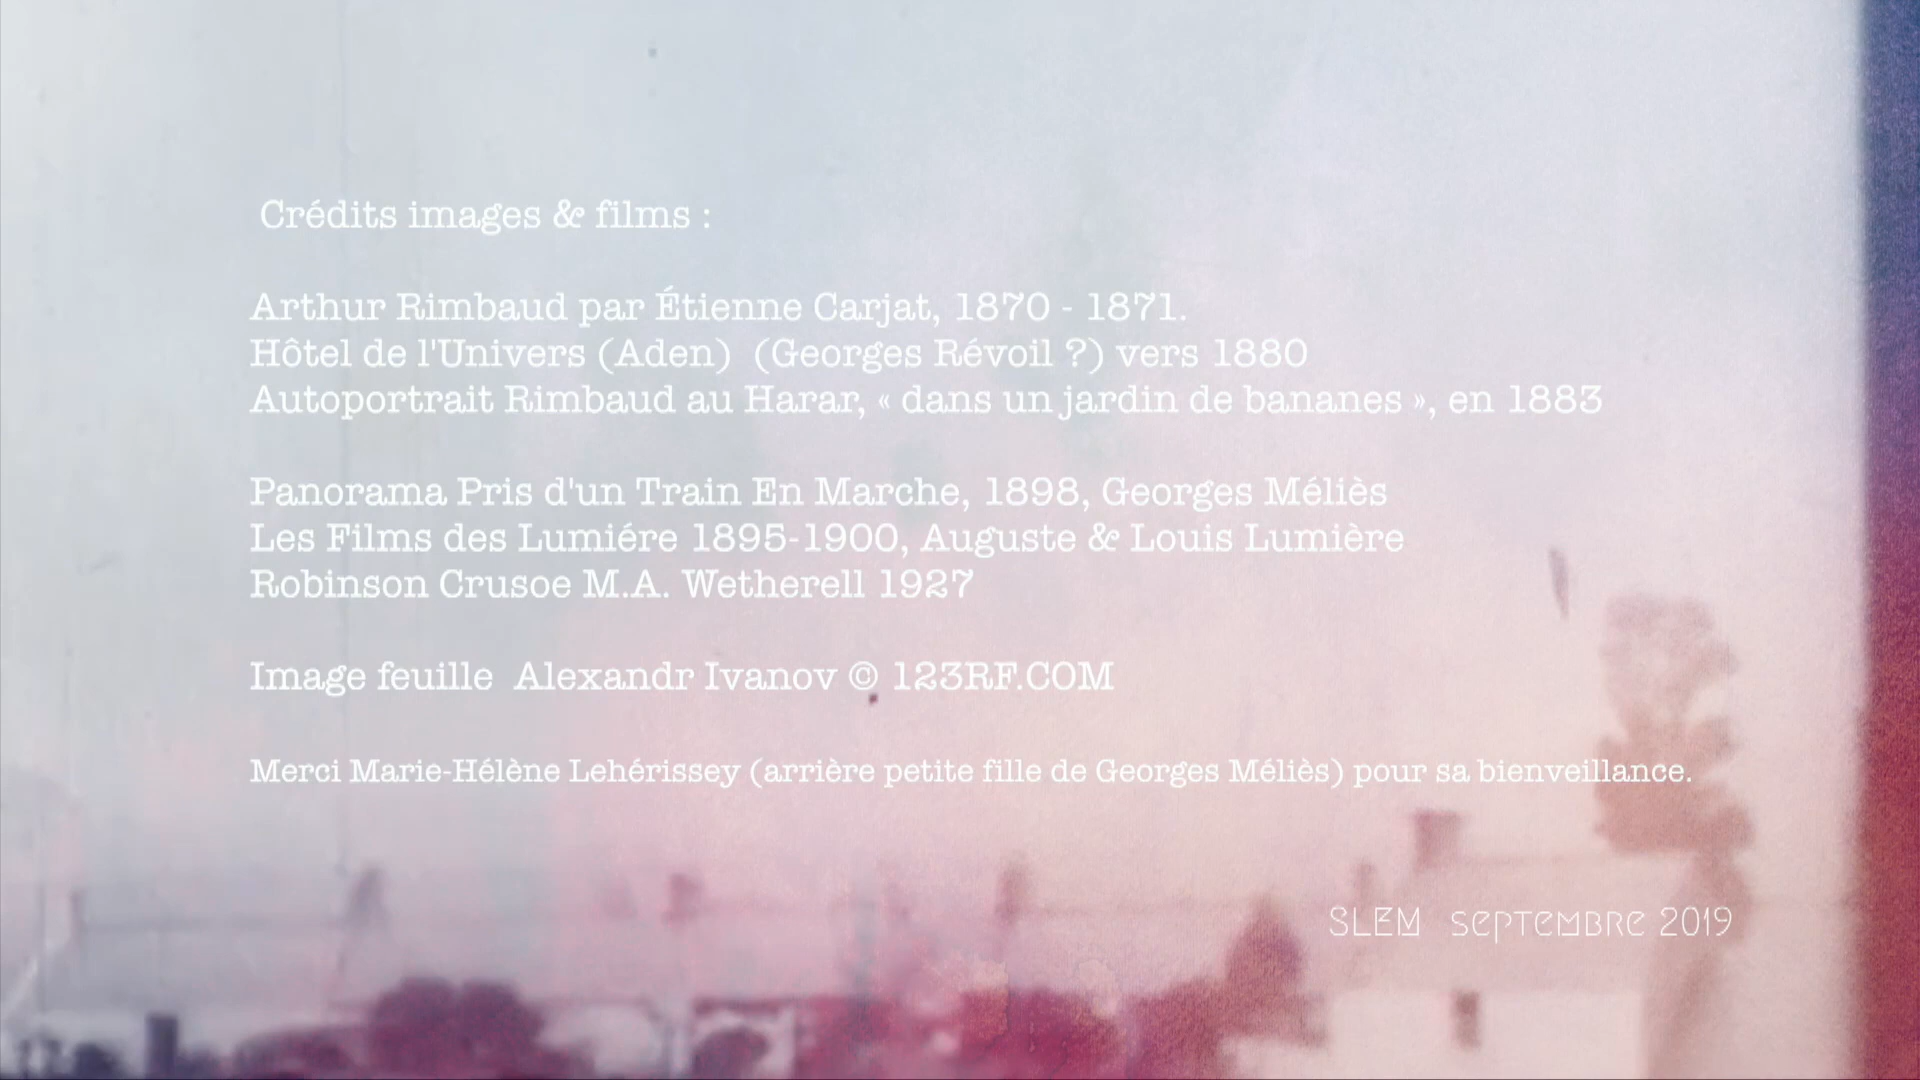 Crédits images & films :
Arthur Rimbaud par Étienne Carjat, 1870 - 1871.
Hôtel de l'Univers (Aden)  (Georges Révoil ?) vers 1880
Autoportrait Rimbaud au Harar, « dans un jardin de bananes », en 1883
Panorama Pris d'un Train En Marche, 1898, Georges Méliès
Les Films des Lumiére 1895-1900, Auguste & Louis Lumière
Robinson Crusoe M.A. Wetherell 1927
Image feuille  Alexandr Ivanov © 123RF.COM
Merci Marie-Hélène Lehérissey (arrière petite fille de Georges Méliès) pour sa bienveillance.
SLEM septembre 2019